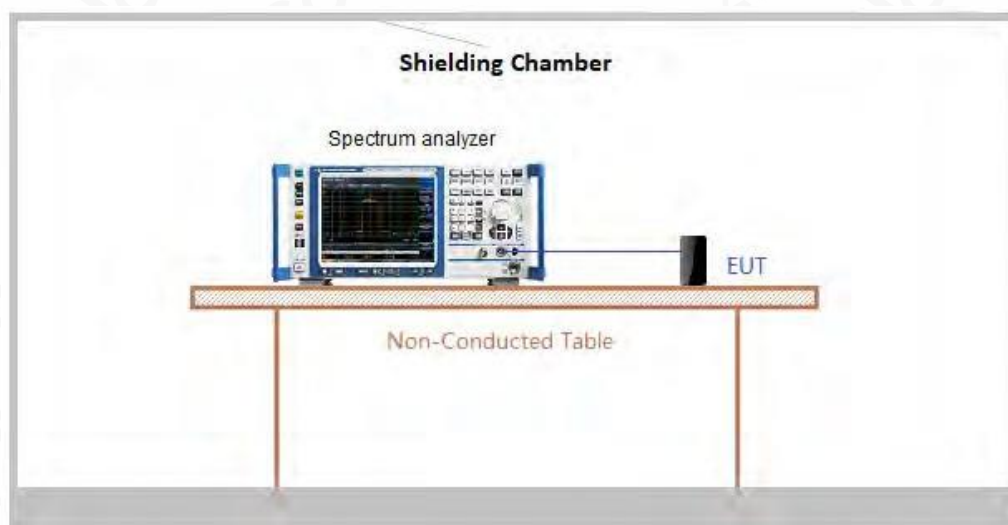 Shielding Chamber
Spectrum analyzer
EUT
Non-Conducted Table